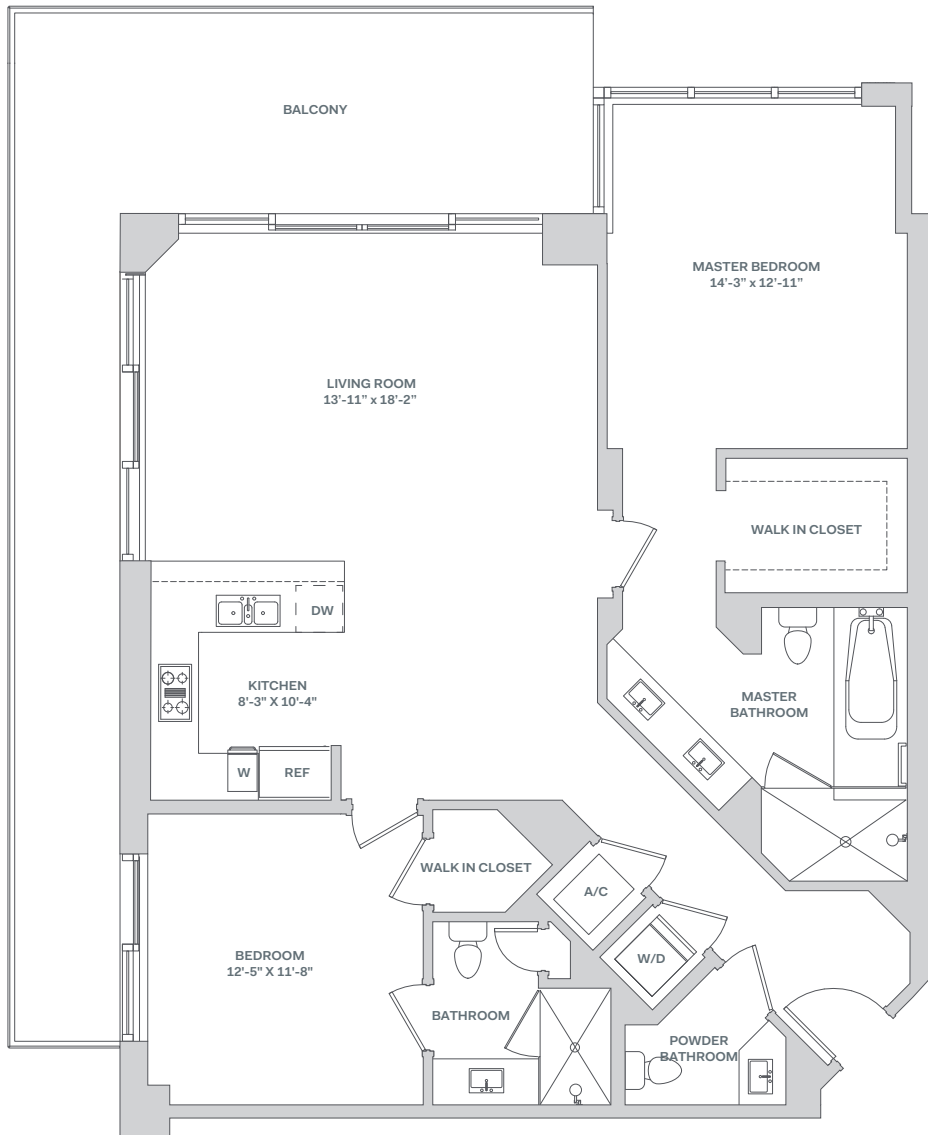 BALCONY
MASTER BEDROOM
14’-3” x 12’-11”
LIVING ROOM
13’-11” x 18’-2”
WALK IN CLOSET
DW
KITCHEN
8'-3" X 10'-4"
MASTER
BATHROOM
W
REF
WALK IN CLOSET
A/C
BEDROOM
12'-5" X 11'-8"
W/D
BATHROOM
POWDER
BATHROOM